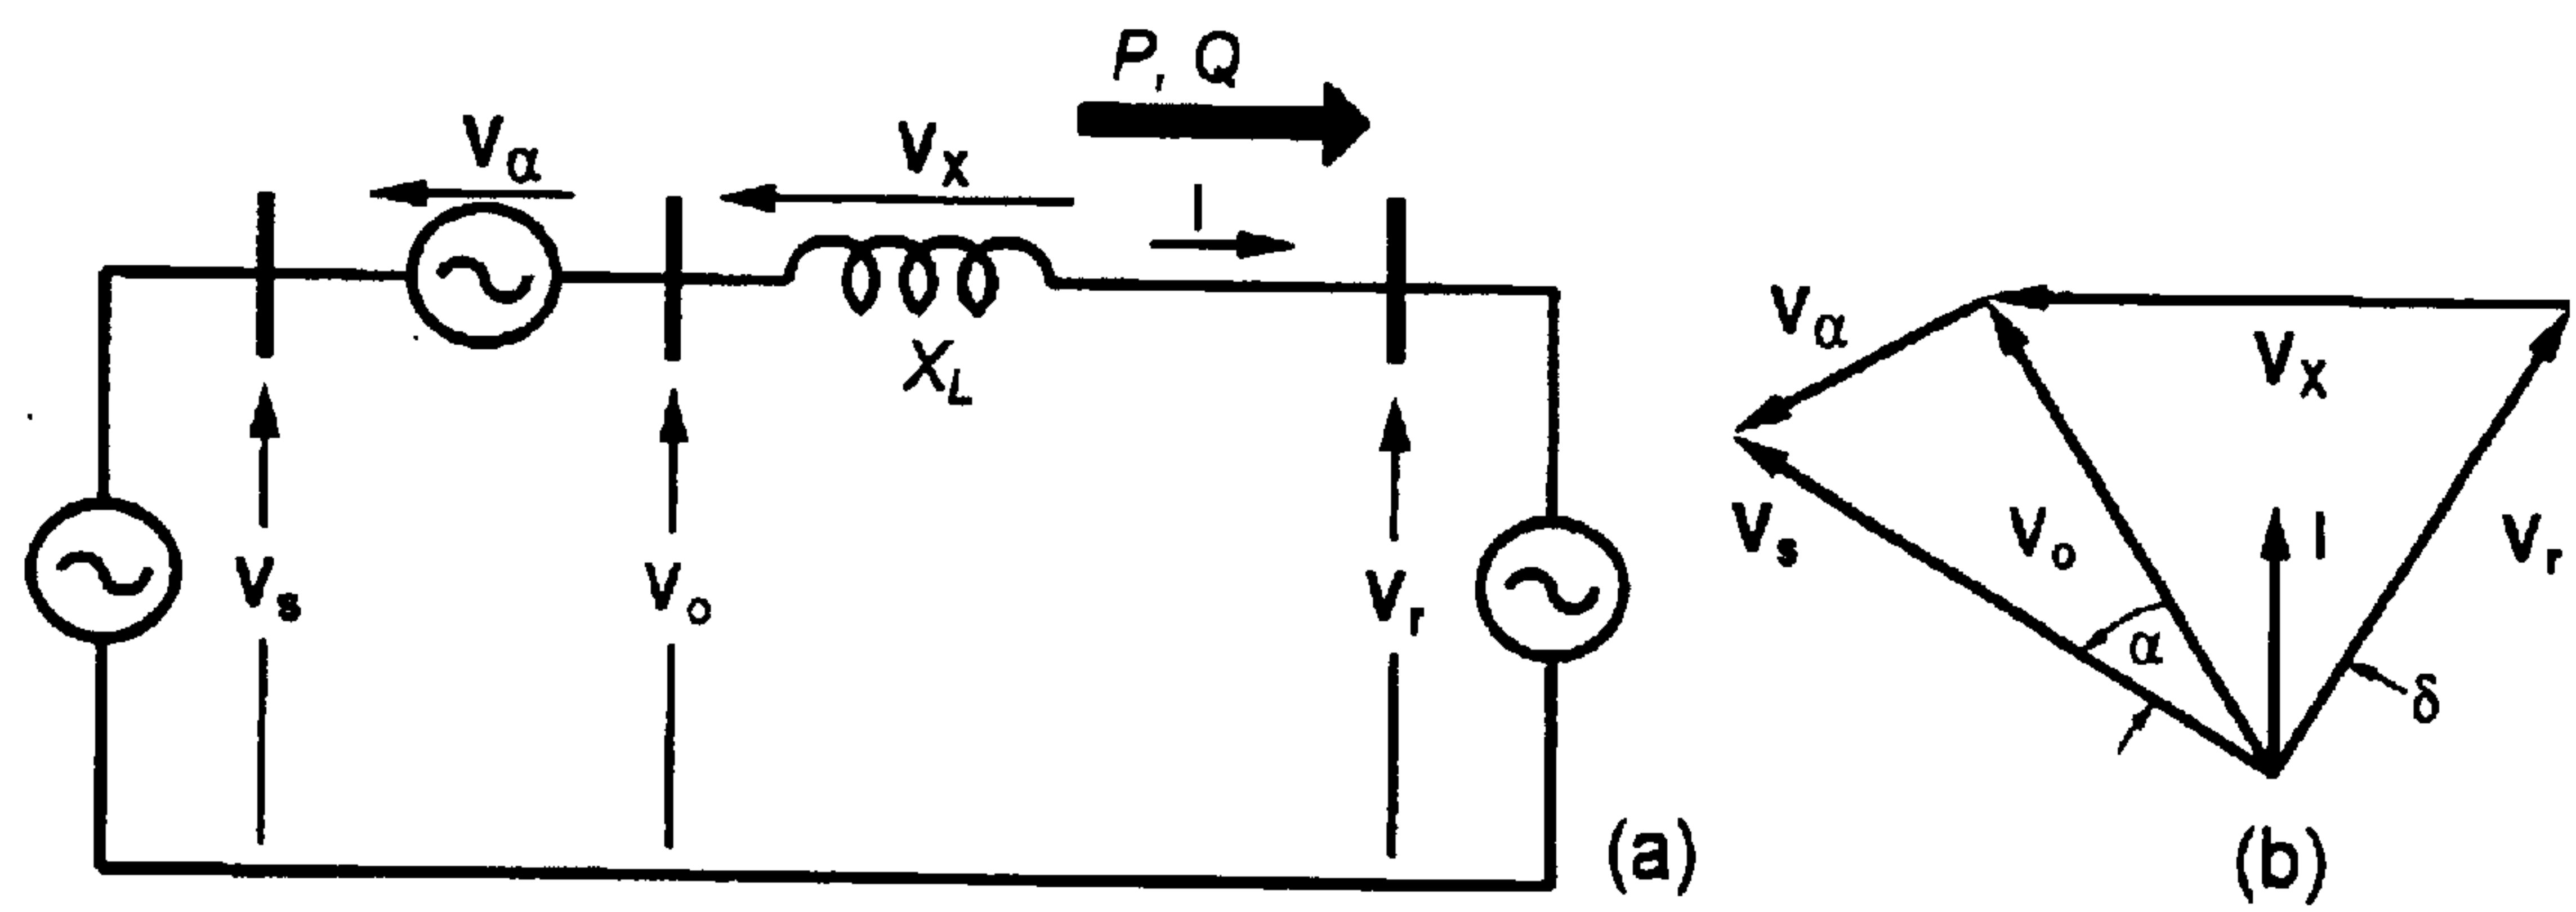 P, Q
Vα
Vx
I
XL
Vs
Vo
Vr
(a)
Vα
Vx
Vs
Vo
I
Vr
α
δ
(b)